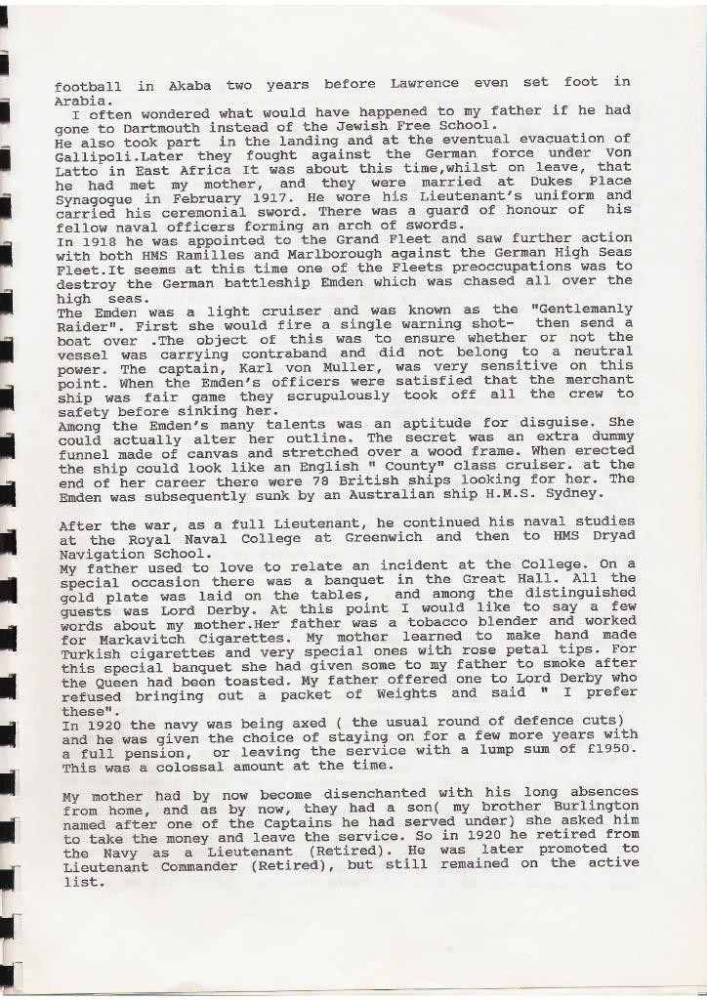 football in Akaba two years before Lawrence even set foot in
Arabia.
I often wondered what would have happened to my father if he had
gone to Dartmouth instead of the Jewish Free School.
He also took part in the landing and at the eventual evacuation of
Gallipoli.Later they fought against the German force under Von
Latto in East Africa It was about this time,whilst on leave, that
he had met my mother, and they were married at Dukes Place
Synagogue in February 1917. He wore his Lieutenant's uniform and
carried his ceremonial sword. There was a guard of honour of his
fellow naval officers forming an arch of swords.
In 1918 he was appointed to the Grand Fleet and saw further action
with both HMS Ramilles and Marlborough against the German High Seas
Fleet.It seems at this time one of the Fleets preoccupations was to
destroy the German battleship Emden which was chased all over the
high seas.
The Emden was a light cruiser and was known as the "Gentlemanly
Raider". First she would fire a single warning shot- then send a
boat over .The object of this was to ensure whether or not the
vessel was carrying contraband and did not belong to a neutral
power. The captain, Karl von Muller, was very sensitive on this
point. When the Emden's officers were satisfied that the merchant
ship was fair game they scrupulously took off all the crew to
safety before sinking her.
Among the Emden's many talents was an aptitude for disguise. She
could actually alter her outline. The secret was an extra dummy
funnel made of canvas and stretched over a wood frame. When erected
the ship could look like an English " County" class cruiser. at the
end of her career there were 78 British ships looking for her. The
Emden was subsequently sunk by an Australian ship H.M.S. Sydney.
After the war, as a full Lieutenant, he continued his naval studies
at the Royal Naval College at Greenwich and then to HMS Dryad
Navigation School.
My father used to love to relate an incident at the College. On a
special occasion there was a banquet in the Great Hall. All the
gold plate was laid on the tables, and among the distinguished
guests was Lord Derby. At this point I would like to say a few
words about my mother.Her father was a tobacco blender and worked
for Markavitch Cigarettes. My mother learned to make hand made
Turkish cigarettes and very special ones with rose petal tips. For
this special banquet she had given some to my father to smoke after
the Queen had been toasted. My father offered one to Lord Derby who
refused bringing out a packet of Weights and said " I prefer
these".
In 1920 the navy was being axed ( the usual round of defence cuts)
and he was given the choice of staying on for a few more years with
a full pension, or leaving the service with a lump sum of £1950.
This was a colossal amount at the time.
My mother had by now become disenchanted with his long absences
from home, and as by now, they had a son( my brother Burlington
named after one of the Captains he had served under) she asked him
to take the money and leave the service. So in 1920 he retired from
the Navy as a Lieutenant (Retired). He was later promoted to
Lieutenant Commander (Retired), but still remained on the active
list.